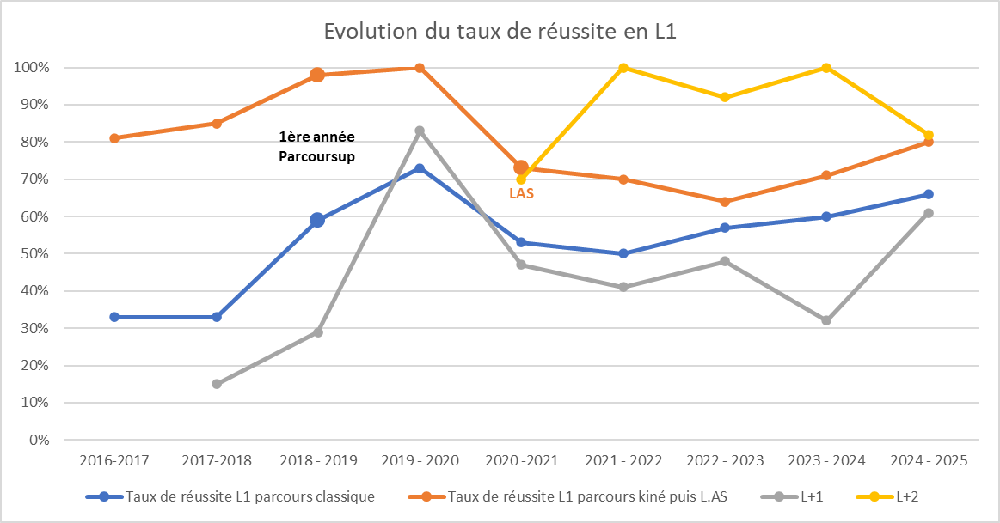 Evolution du taux de réussite en L1
100%
90%
80%
70%
60%
50%
40%
30%
20%
10%
0%
1ère année
Parcoursup
LAS
2016-2017 2017-2018 2018 - 2019 2019 - 2020 2020 -2021 2021 - 2022 2022 - 2023 2023 - 2024 2024 - 2025
Taux de réussite L1 parcours classique Taux de réussite L1 parcours kiné puis L.AS L+1 L+2